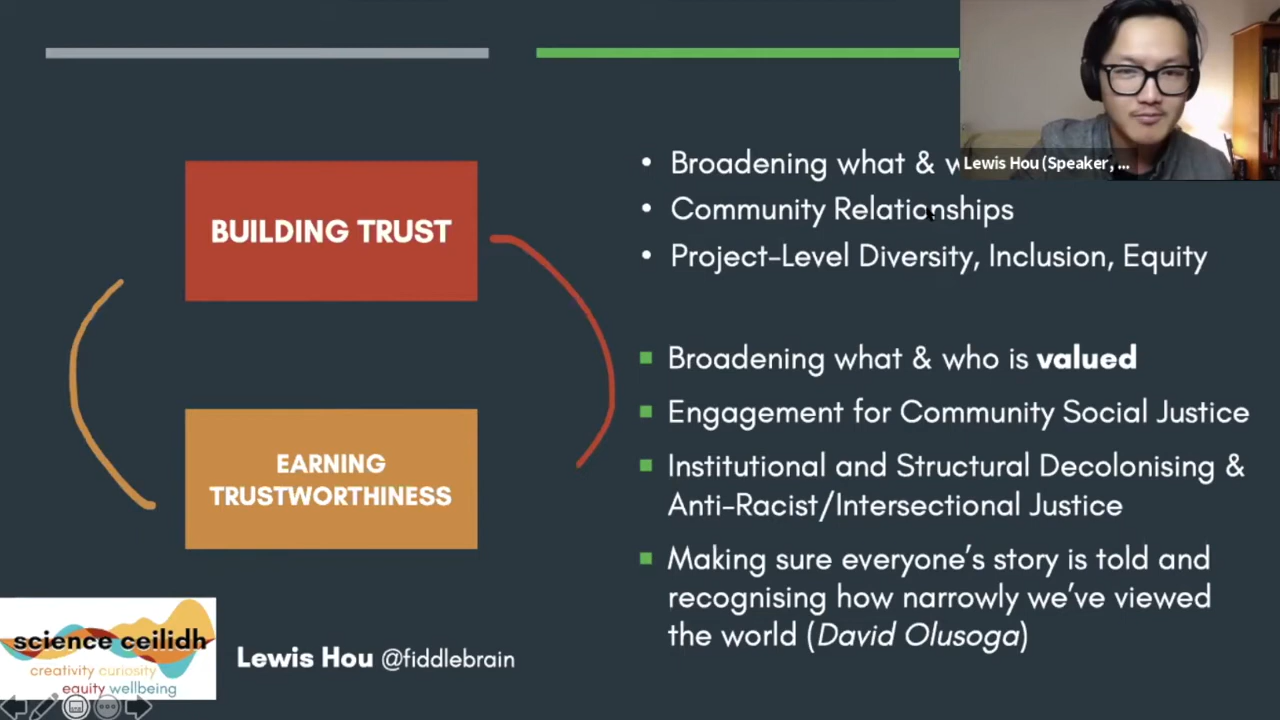 BUILDING TRUST
EARNING
TRUSTWORTHINESS
Broadening what &
Community Relationships
Project-Level Diversity, Inclusion, Equity
Broadening what & who is valued
Engagement for Community Social Justice
Institutional and Structural Decolonising &
Anti-Racist/Intersectional Justice
Making sure everyone's story is told and
recognising how narrowly we've viewed
the world (David Olusoga)
Lewis Hou (Speaker, ...
science ceilidh
creativity curiosity
equity wellbeing
Lewis Hou @fiddlebrain